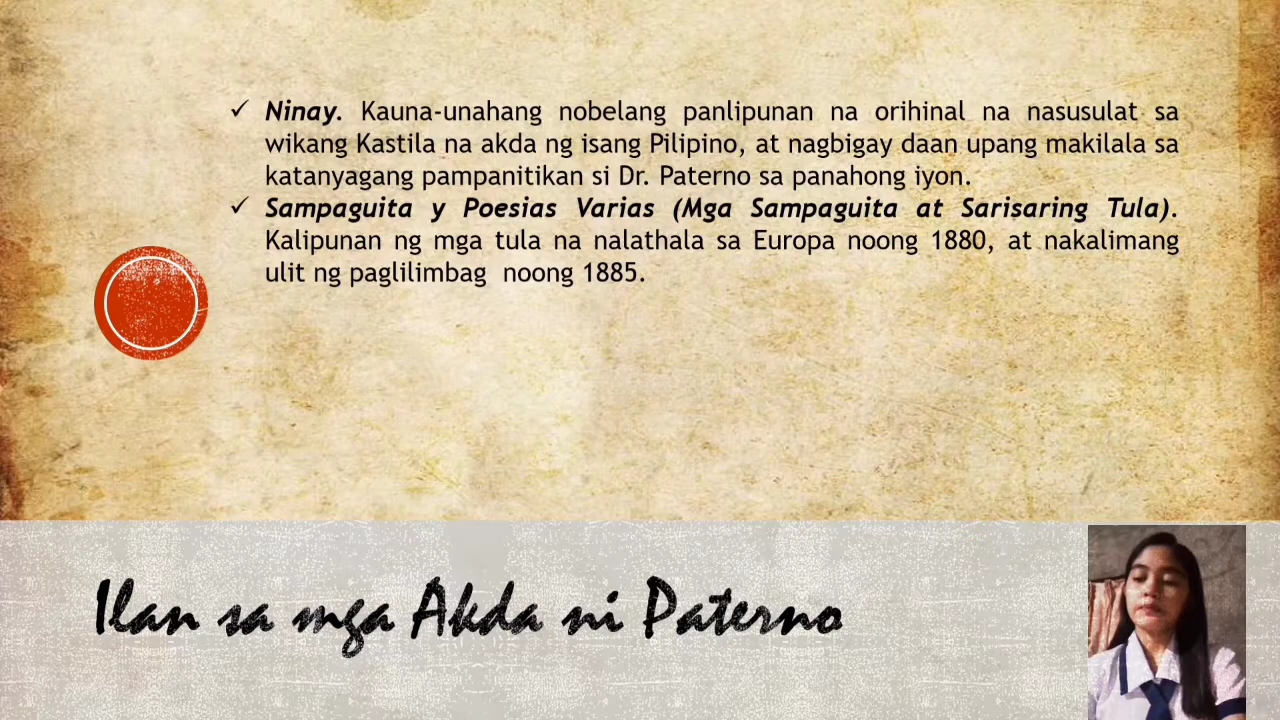 ✓ Ninay. Kauna-unahang nobelang panlipunan na orihinal na nasusulat sa
wikang Kastila na akda ng isang Pilipino, at nagbigay daan upang makilala sa
katanyagang pampanitikan si Dr. Paterno sa panahong iyon.
✓ Sampaguita y Poesias Varias (Mga Sampaguita at Sarisaring Tula).
Kalipunan ng mga tula na nalathala sa Europa noong 1880, at nakalimang
ulit ng paglilimbag noong 1885.
Ilan sa mga Akda ni Paterno